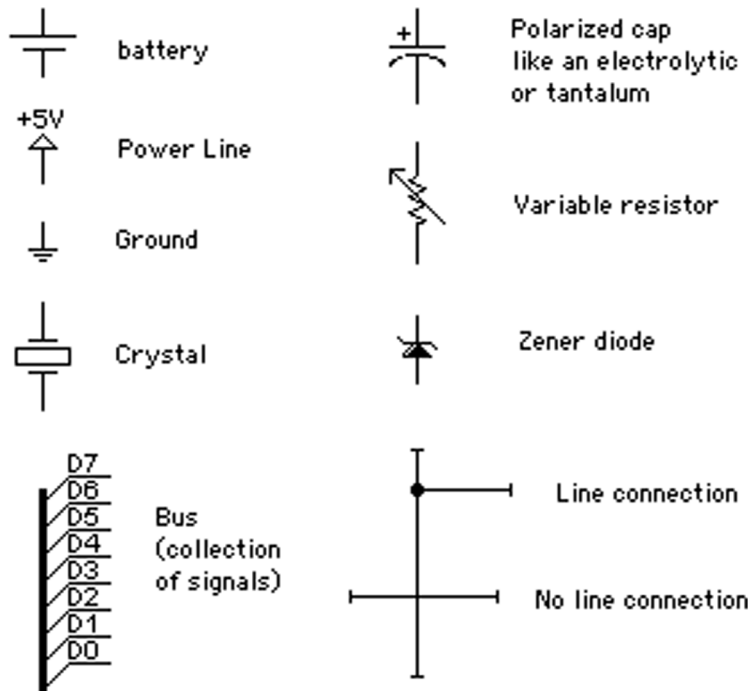 battery
+5V
Power Line
Ground
Crystal
D7
D6
D5
D4
D3
D2
D1
D0
Bus
(collection
of signals)
+
Polarized cap
like an electrolytic
or tantalum
Variable resistor
Zener diode
Line connection
No line connection